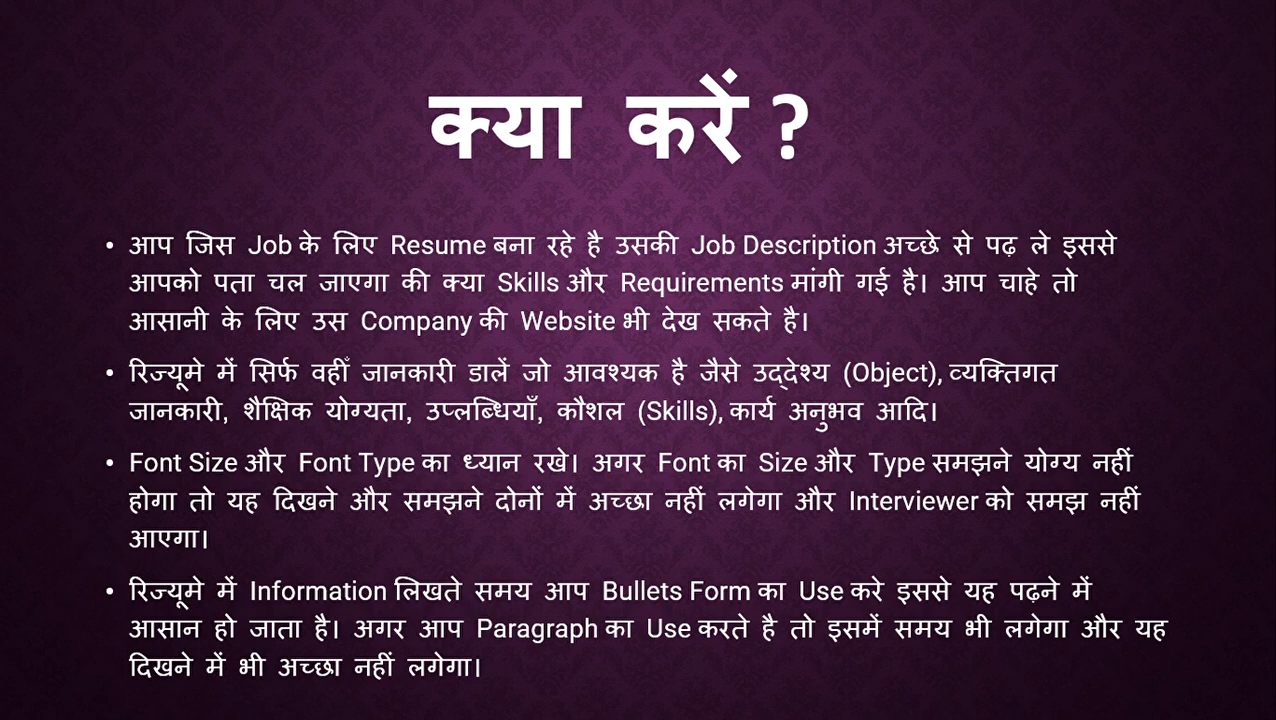 क्या करें ?
• आप जिस Job के लिए Resume बना रहे है उसकी Job Description अच्छे से पढ़ ले इससे
आपको पता चल जाएगा की क्या Skills और Requirements मांगी गई है। आप चाहे तो
आसानी के लिए उस Company की Website भी देख सकते है।
• रिज्यूमे में सिर्फ वहीँ जानकारी डालें जो आवश्यक है जैसे उद्देश्य (Object), व्यक्तिगत
जानकारी, शैक्षिक योग्यता, उप्लब्धियाँ, कौशल (Skills), कार्य अनुभव आदि।
• Font Size और Font Type का ध्यान रखे। अगर Font का Size और Type समझने योग्य नहीं
होगा तो यह दिखने और समझने दोनों में अच्छा नहीं लगेगा और Interviewer को समझ नहीं
आएगा।
• रिज्यूमे में Information लिखते समय आप Bullets Form का Use करे इससे यह पढ़ने में
आसान हो जाता है। अगर आप Paragraph का Use करते है तो इसमें समय भी लगेगा और यह
दिखने में भी अच्छा नहीं लगेगा।